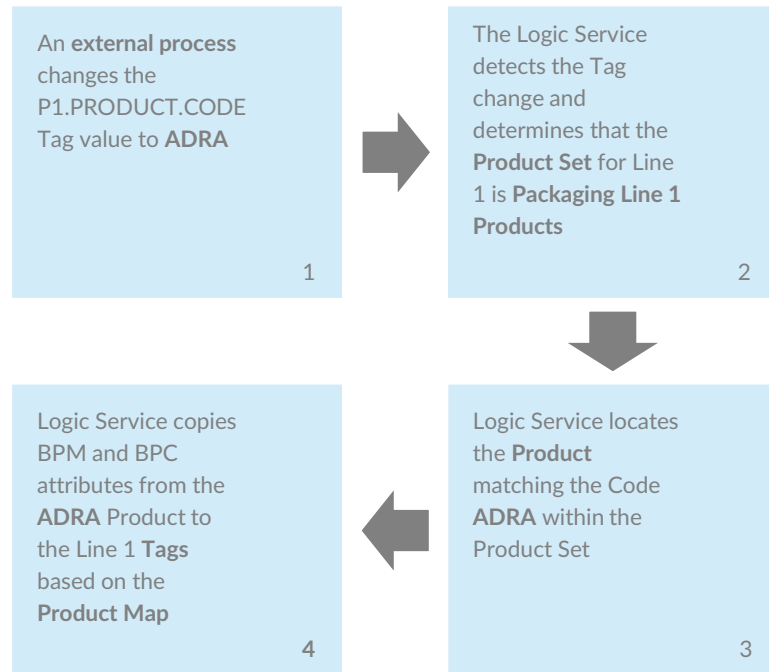 An external process
changes the
P1.PRODUCT.CODE
Tag value to ADRA
1
The Logic Service
detects the Tag
change and
determines that the
Product Set for Line
1 is Packaging Line 1
Products
2
Logic Service locates
the Product
matching the Code
ADRA within the
Product Set
3
Logic Service copies
BPM and BPC
attributes from the
ADRA Product to
the Line 1 Tags
based on the
Product Map
4